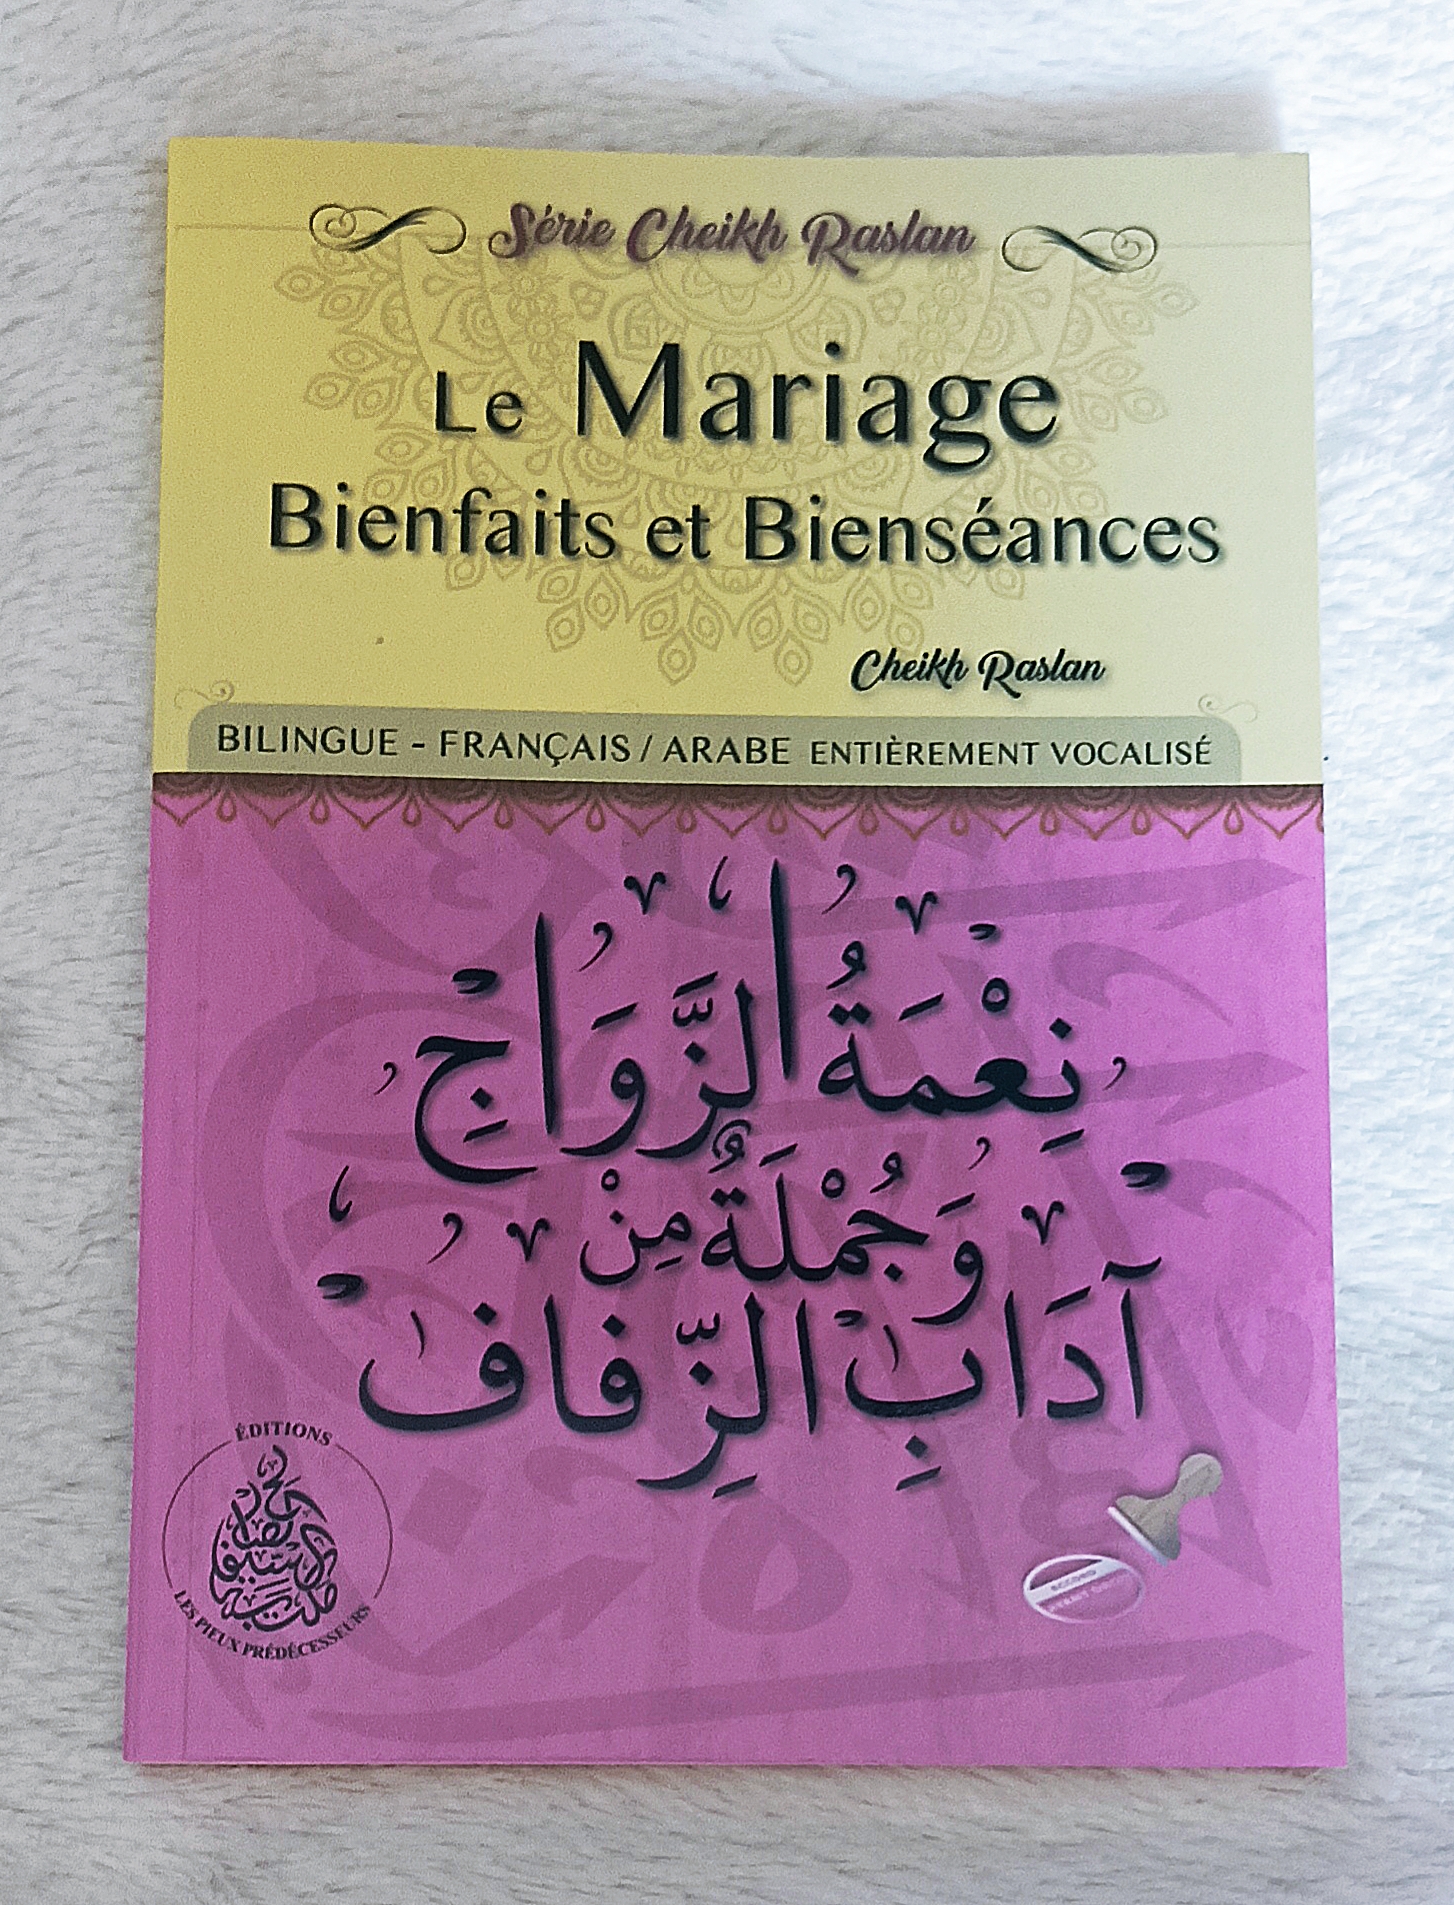 Série Cheikh Raslan
Le Mariage
Bienfaits et Bienséances
Cheikh Raslan
BILINGUE - FRANÇAIS / ARABE ENTIÈREMENT VOCALISÉ
نِعْمَةُ الزَّوَاجِ
وَجُمْلَةٌ مِنْ
آدَابِ الزِّفَافِ
ÉDITIONS
LES PIEUX PRÉDÉCESSEURS